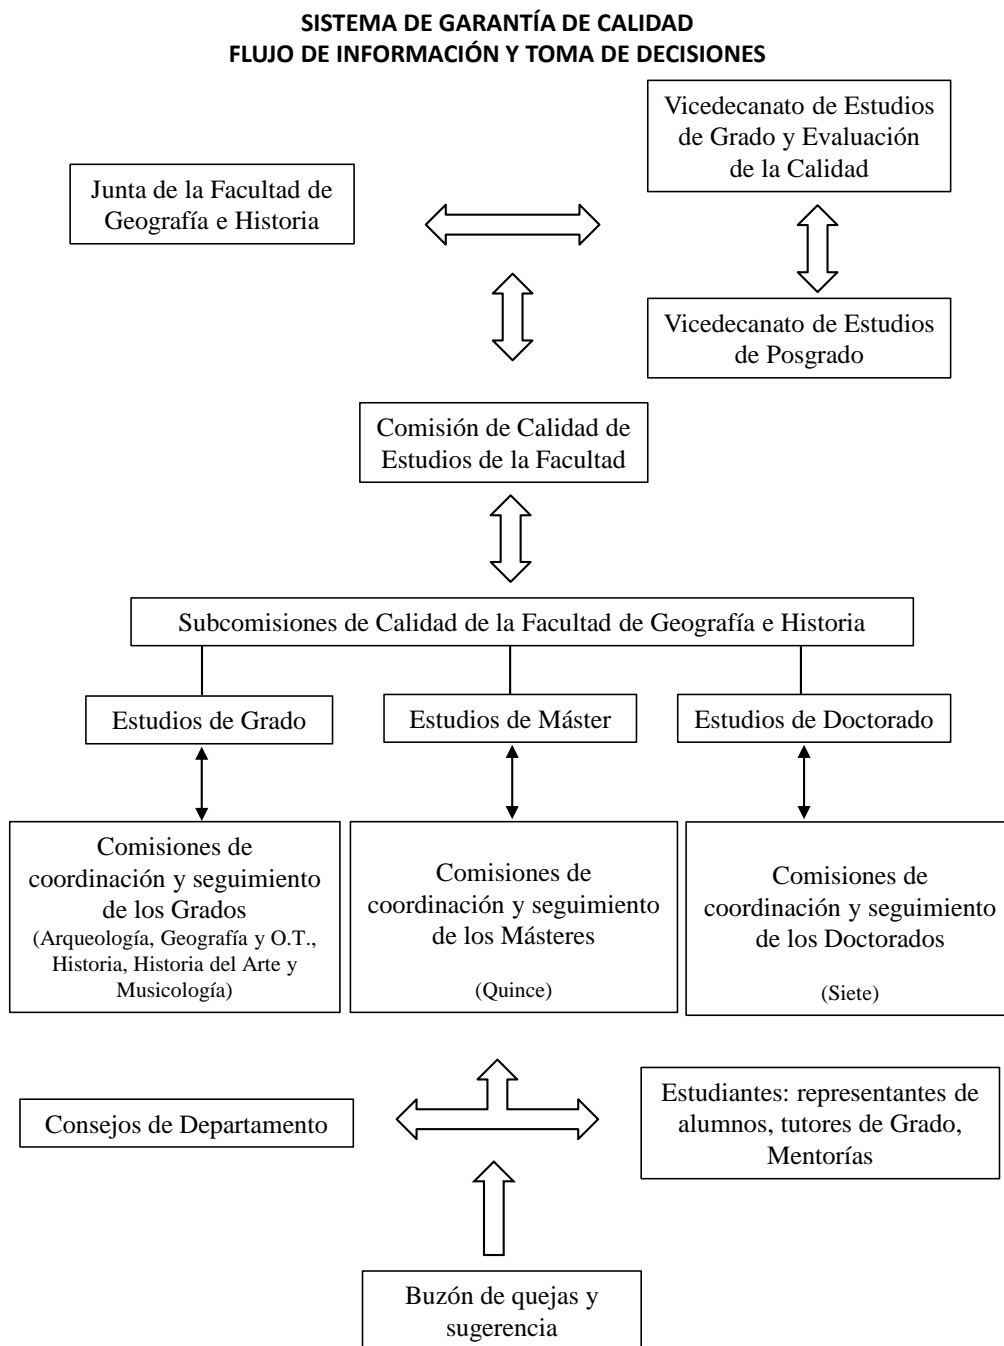 SISTEMA DE GARANTÍA DE CALIDAD
FLUJO DE INFORMACIÓN Y TOMA DE DECISIONES
Vicedecanato de Estudios
de Grado y Evaluación
de la Calidad
Junta de la Facultad de
Geografía e Historia
Vicedecanato de Estudios
de Posgrado
Comisión de Calidad de
Estudios de la Facultad
Subcomisiones de Calidad de la Facultad de Geografía e Historia
Estudios de Grado
Estudios de Máster
Estudios de Doctorado
Comisiones de
coordinación y seguimiento
de los Grados
(Arqueología, Geografía y O.T.,
Historia, Historia del Arte y
Musicología)
Comisiones de
coordinación y seguimiento
de los Másteres
(Quince)
Comisiones de
coordinación y seguimiento
de los Doctorados
(Siete)
Consejos de Departamento
Estudiantes: representantes de
alumnos, tutores de Grado,
Mentorías
Buzón de quejas y
sugerencia